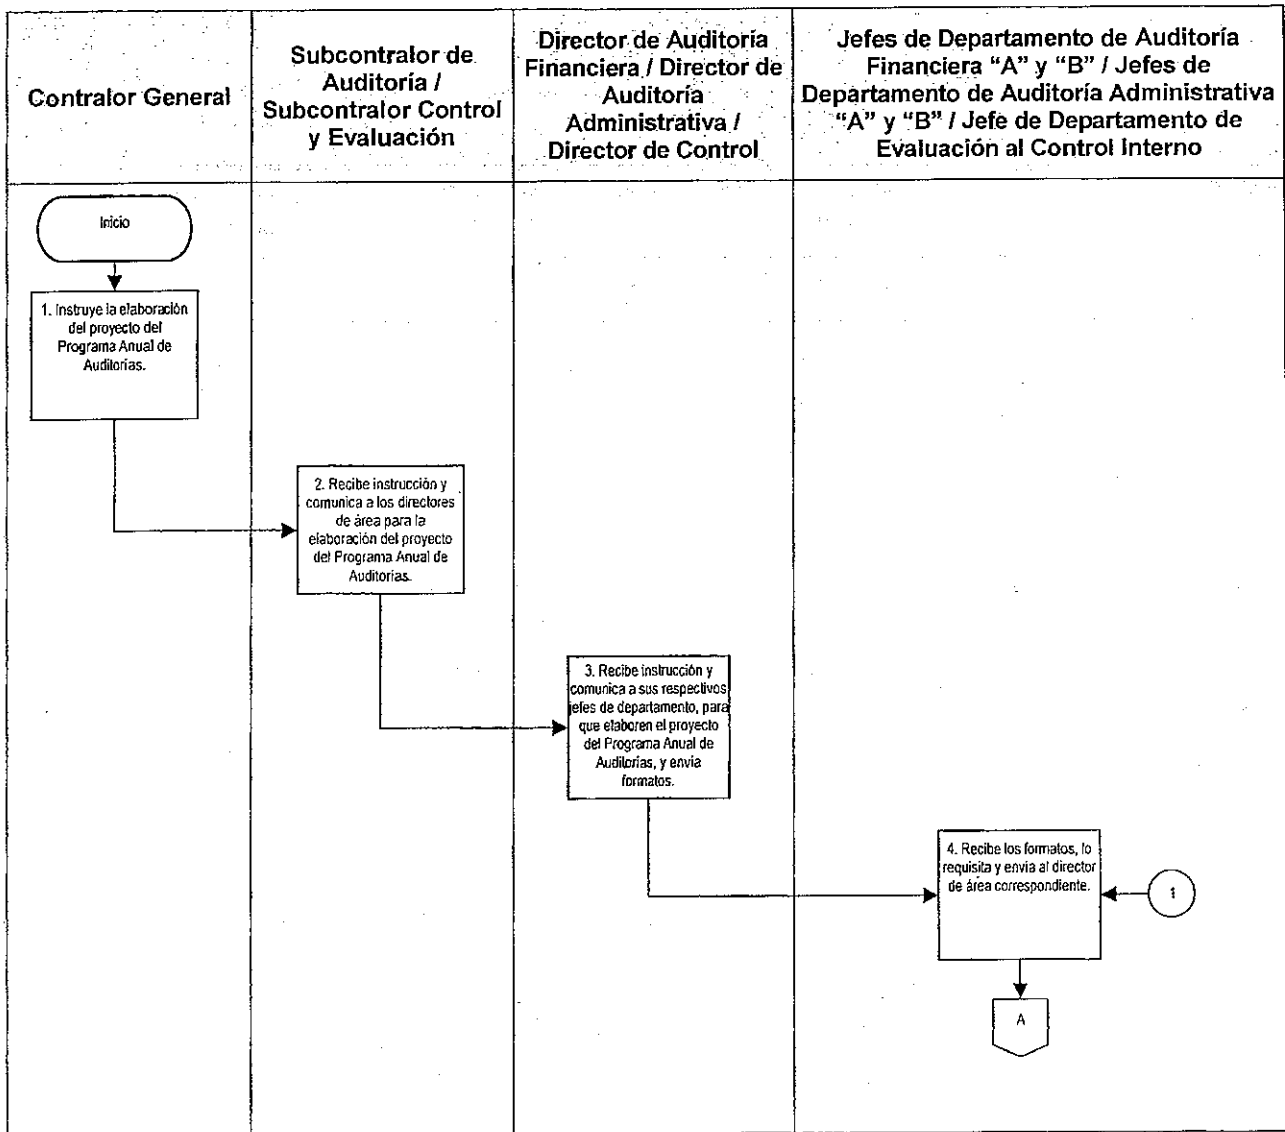 Contralor General
Subcontralor de
Auditoría /
Subcontralor Control
y Evaluación
Director de Auditoría
Financiera / Director de
Auditoría
Administrativa /
Director de Control
Jefes de Departamento de Auditoría
Financiera “A” y “B” / Jefes de
Departamento de Auditoría Administrativa
“A” y “B” / Jefe de Departamento de
Evaluación al Control Interno
Inicio
1. Instruye la elaboración
del proyecto del
Programa Anual de
Auditorias.
2. Recibe instrucción y
comunica a los directores
de área para la
elaboración del proyecto
del Programa Anual de
Auditorias.
3. Recibe instrucción y
comunica a sus respectivos
jefes de departamento, para
que elaboren el proyecto
del Programa Anual de
Auditorias, y envia
formatos.
4. Recibe los formatos, lo
requisita y envia al director
de área correspondiente.
1
A